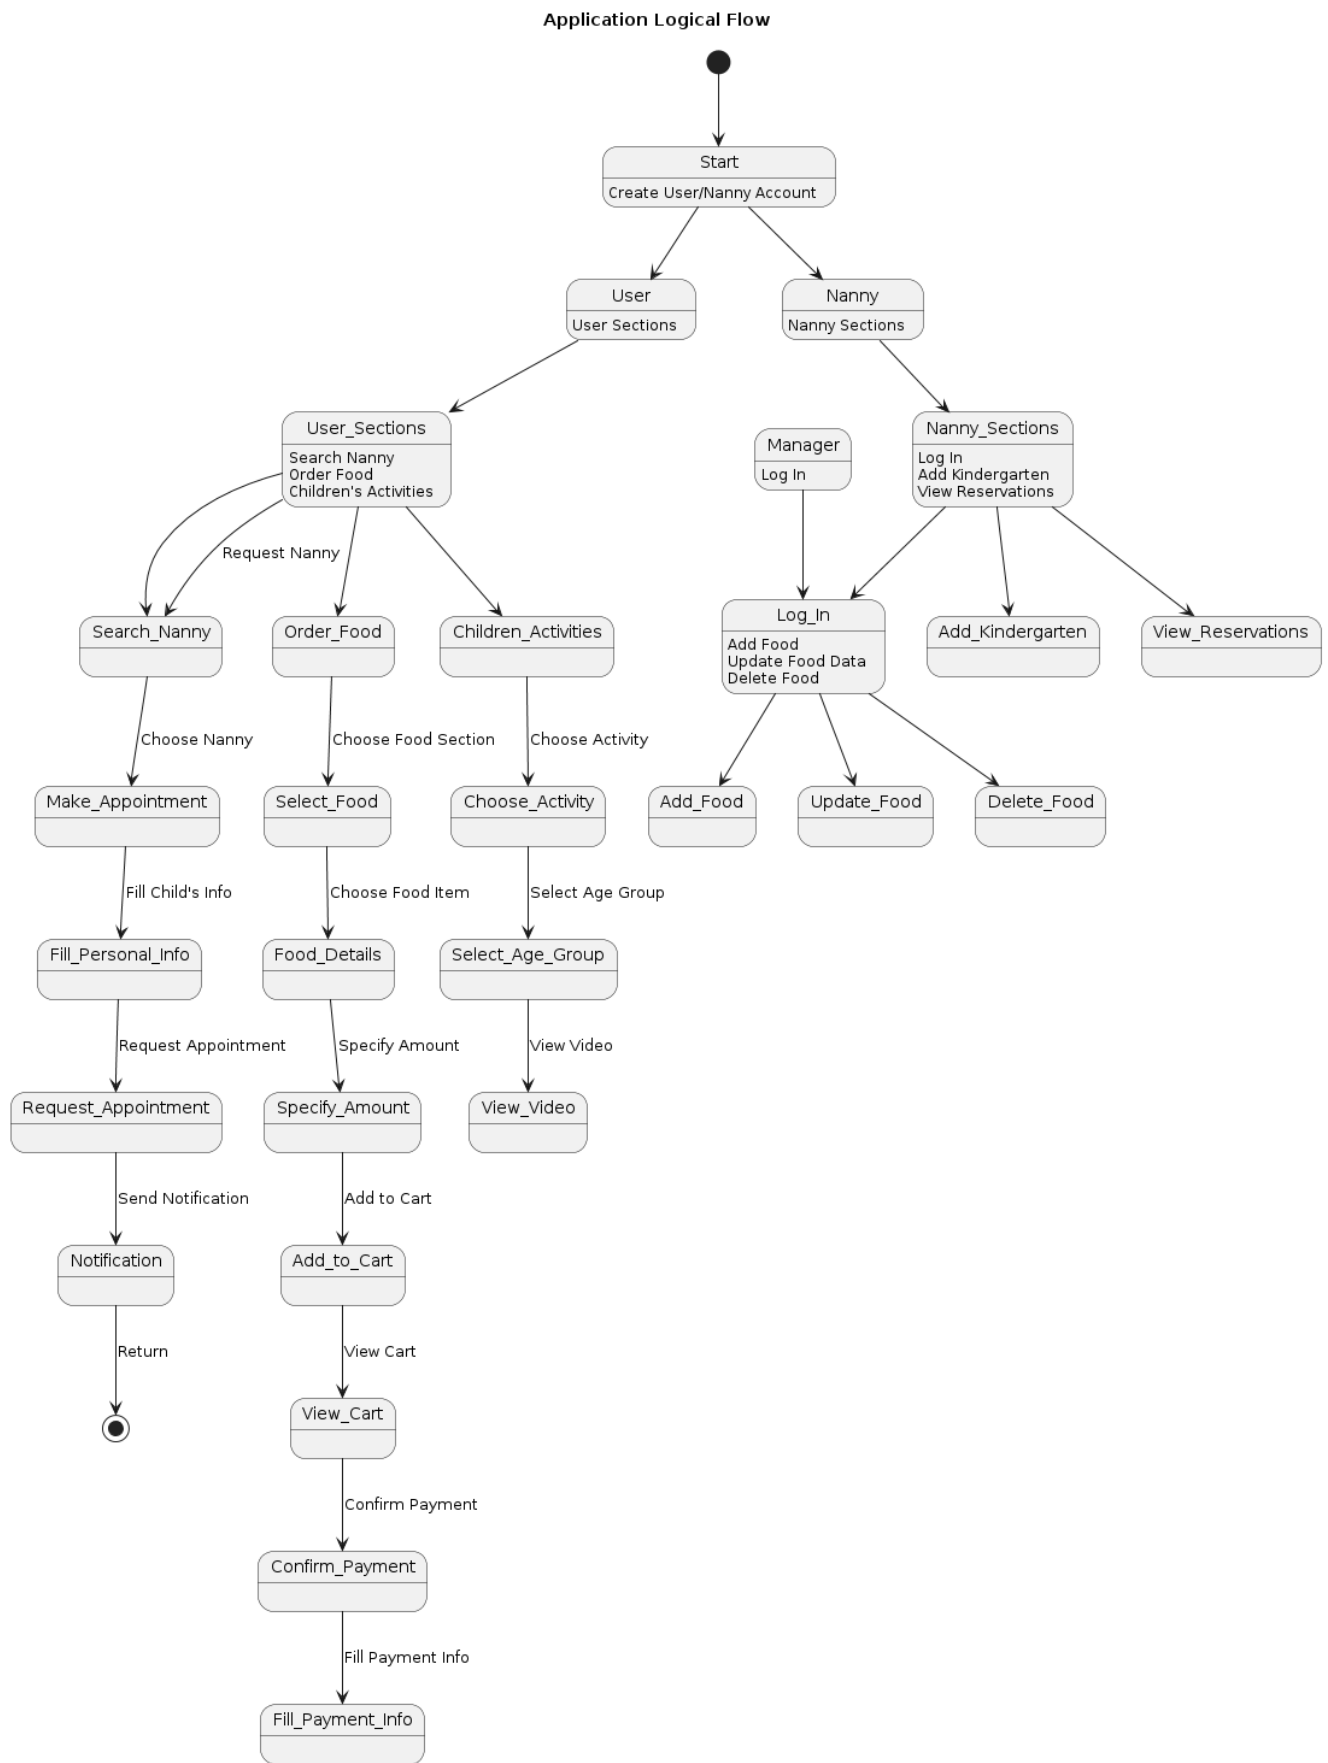 Application Logical Flow
Start
Create User/Nanny Account
User
User Sections
Nanny
Nanny Sections
User_Sections
Search Nanny
Order Food
Children's Activities
Manager
Log In
Nanny_Sections
Log In
Add Kindergarten
View Reservations
Request Nanny
Search_Nanny
Order_Food
Children_Activities
Log_In
Add Food
Update Food Data
Delete Food
Add_Kindergarten
View_Reservations
Choose Nanny
Choose Food Section
Choose Activity
Make_Appointment
Select_Food
Choose_Activity
Add_Food
Update_Food
Delete_Food
Fill Child's Info
Choose Food Item
Select Age Group
Fill_Personal_Info
Food_Details
Select_Age_Group
Request Appointment
Specify Amount
View Video
Request_Appointment
Specify_Amount
View_Video
Send Notification
Add to Cart
Notification
Add_to_Cart
Return
View Cart
View_Cart
Confirm Payment
Confirm_Payment
Fill Payment Info
Fill_Payment_Info